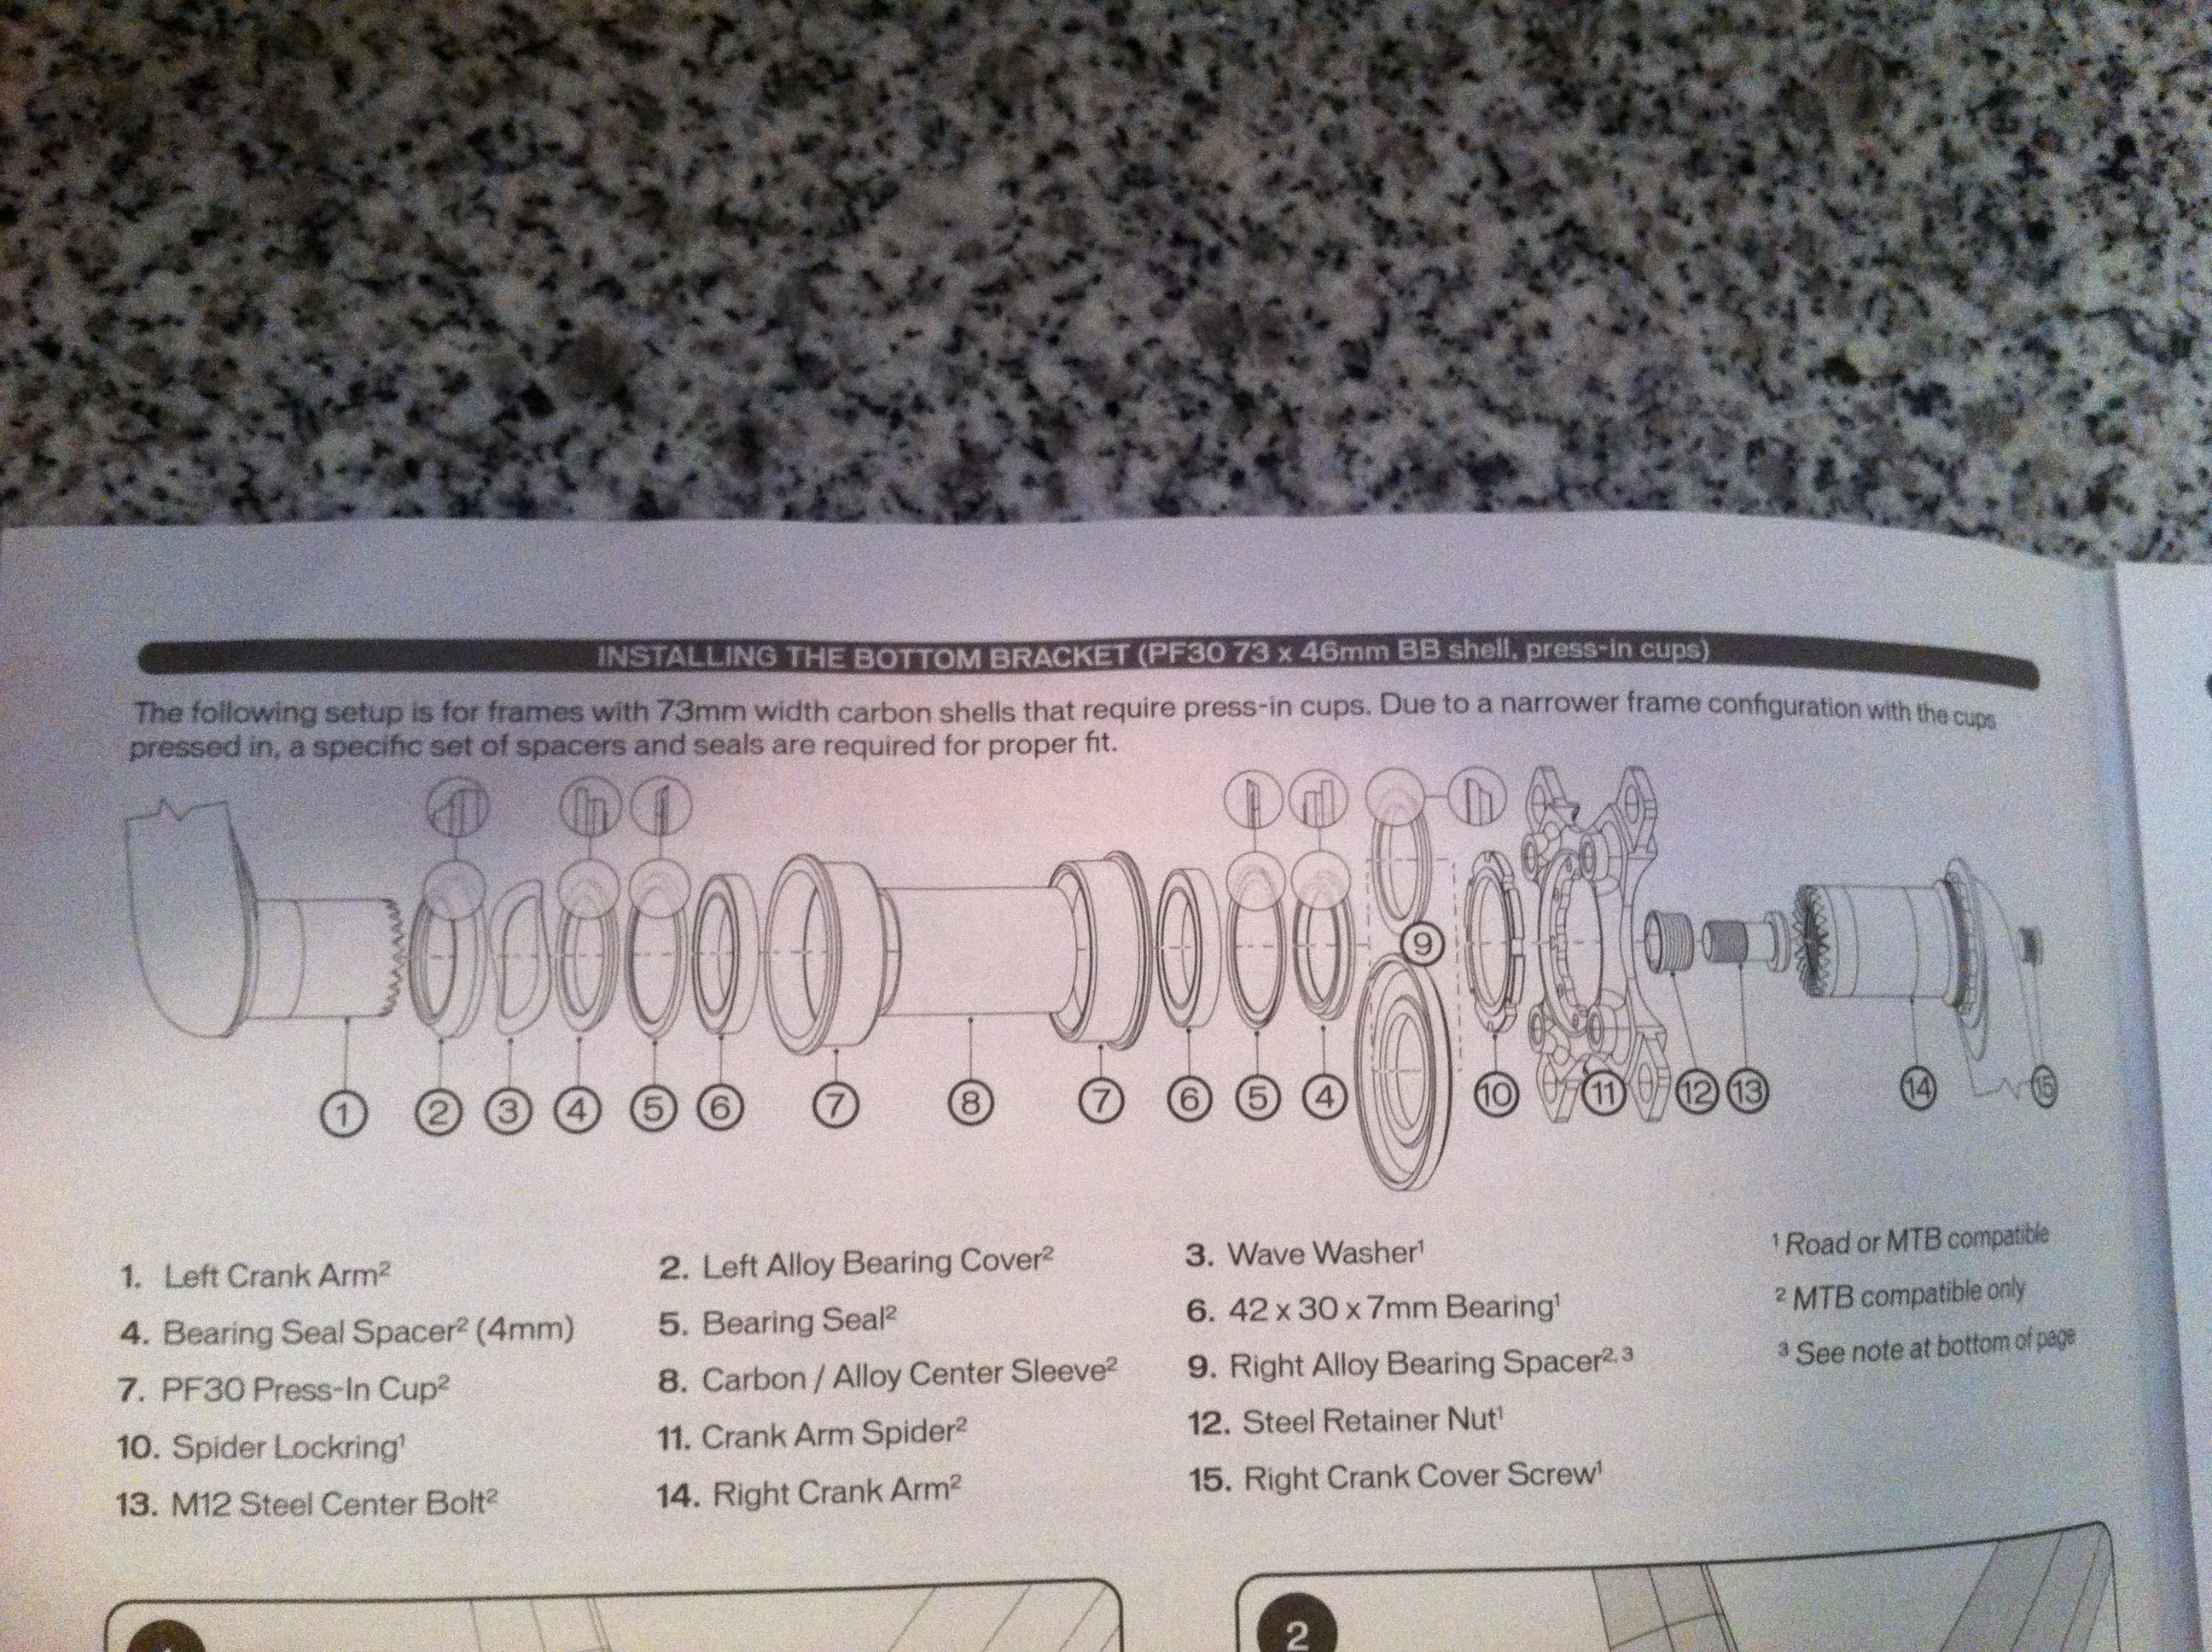 INSTALLING THE BOTTOM BRACKET (PF30 73 x 46mm BB shell, press-in cups)
The following setup is for frames with 73mm width carbon shells that require press-in cups. Due to a narrower frame configuration with the cups
pressed in, a specific set of spacers and seals are required for proper fit.
9
1 2 3 4 5 6 7 8 7 6 5 4 10 11 12 13 14 15
1. Left Crank Arm² 2. Left Alloy Bearing Cover² 3. Wave Washer¹ ¹ Road or MTB compatible
4. Bearing Seal Spacer² (4mm) 5. Bearing Seal² 6. 42 x 30 x 7mm Bearing¹ ² MTB compatible only
7. PF30 Press-In Cup² 8. Carbon / Alloy Center Sleeve² 9. Right Alloy Bearing Spacer²,³ ³ See note at bottom of page
10. Spider Lockring¹ 11. Crank Arm Spider² 12. Steel Retainer Nut¹
13. M12 Steel Center Bolt² 14. Right Crank Arm² 15. Right Crank Cover Screw¹
2